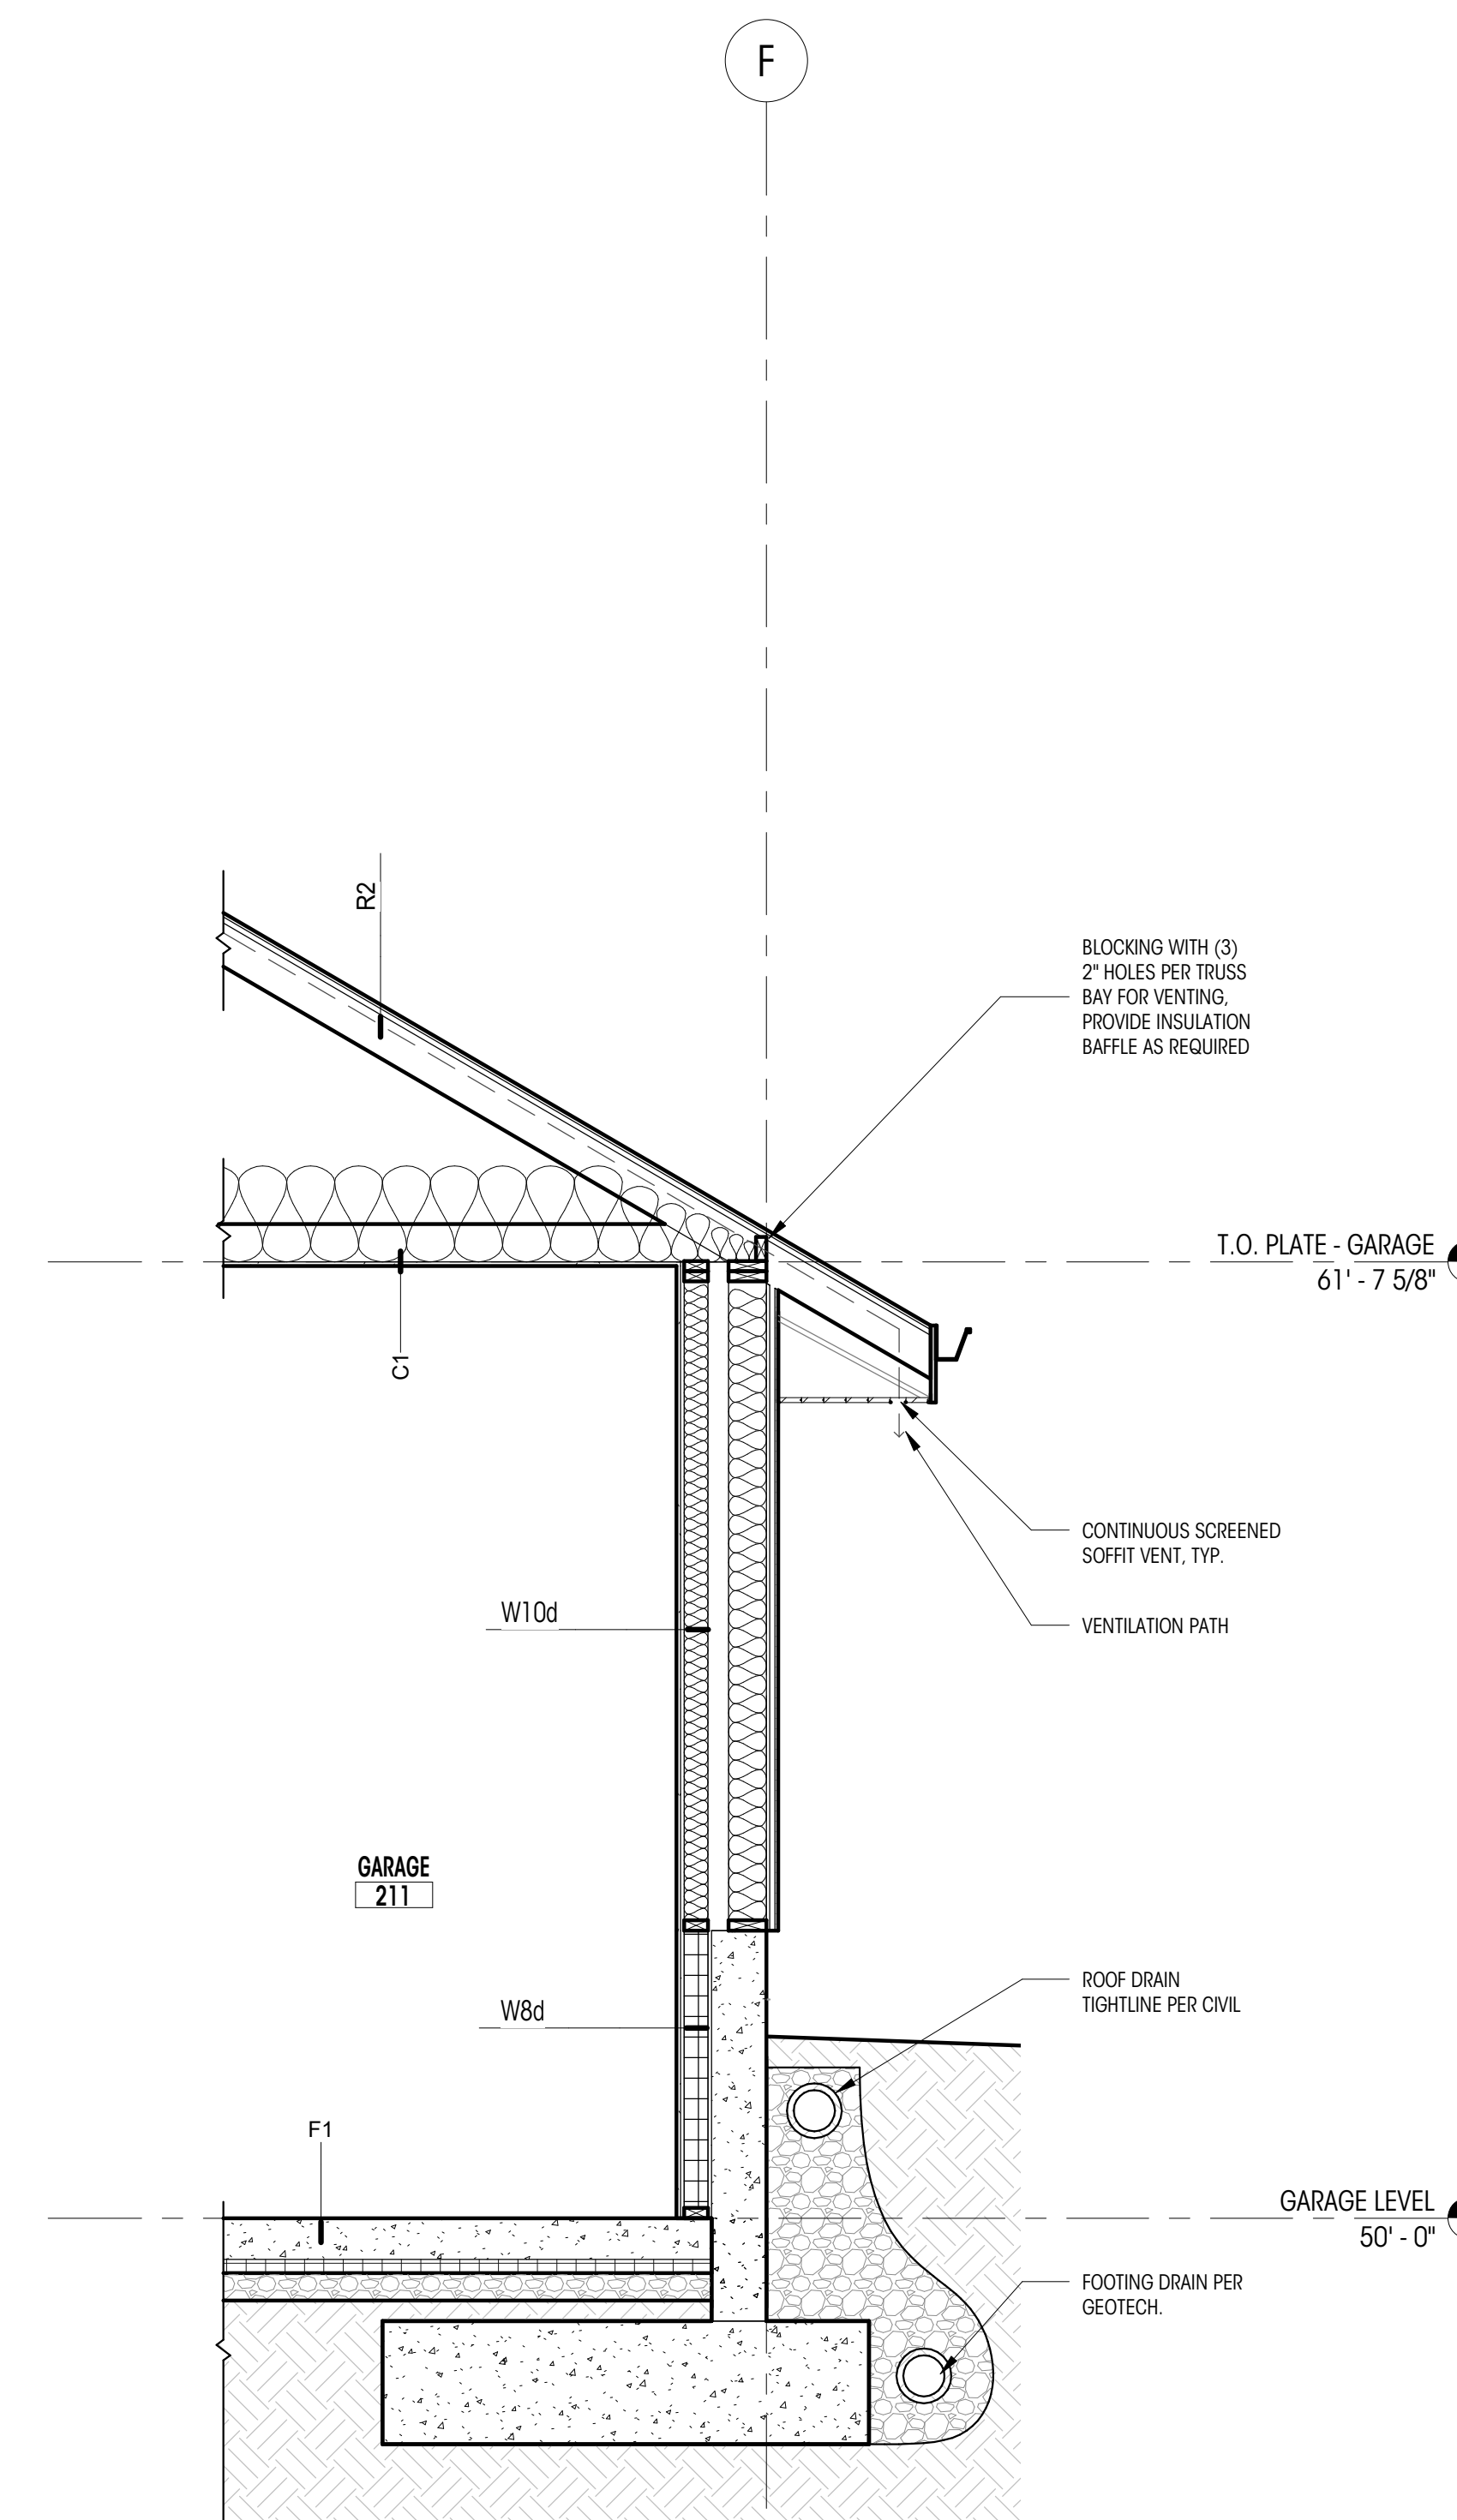 F
R2
BLOCKING WITH (3)
2" HOLES PER TRUSS
BAY FOR VENTING,
PROVIDE INSULATION
BAFFLE AS REQUIRED
T.O. PLATE - GARAGE
61' - 7 5/8"
C1
CONTINUOUS SCREENED
SOFFIT VENT, TYP.
W10d
VENTILATION PATH
GARAGE
211
ROOF DRAIN
TIGHTLINE PER CIVIL
W8d
F1
GARAGE LEVEL
50' - 0"
FOOTING DRAIN PER
GEOTECH.